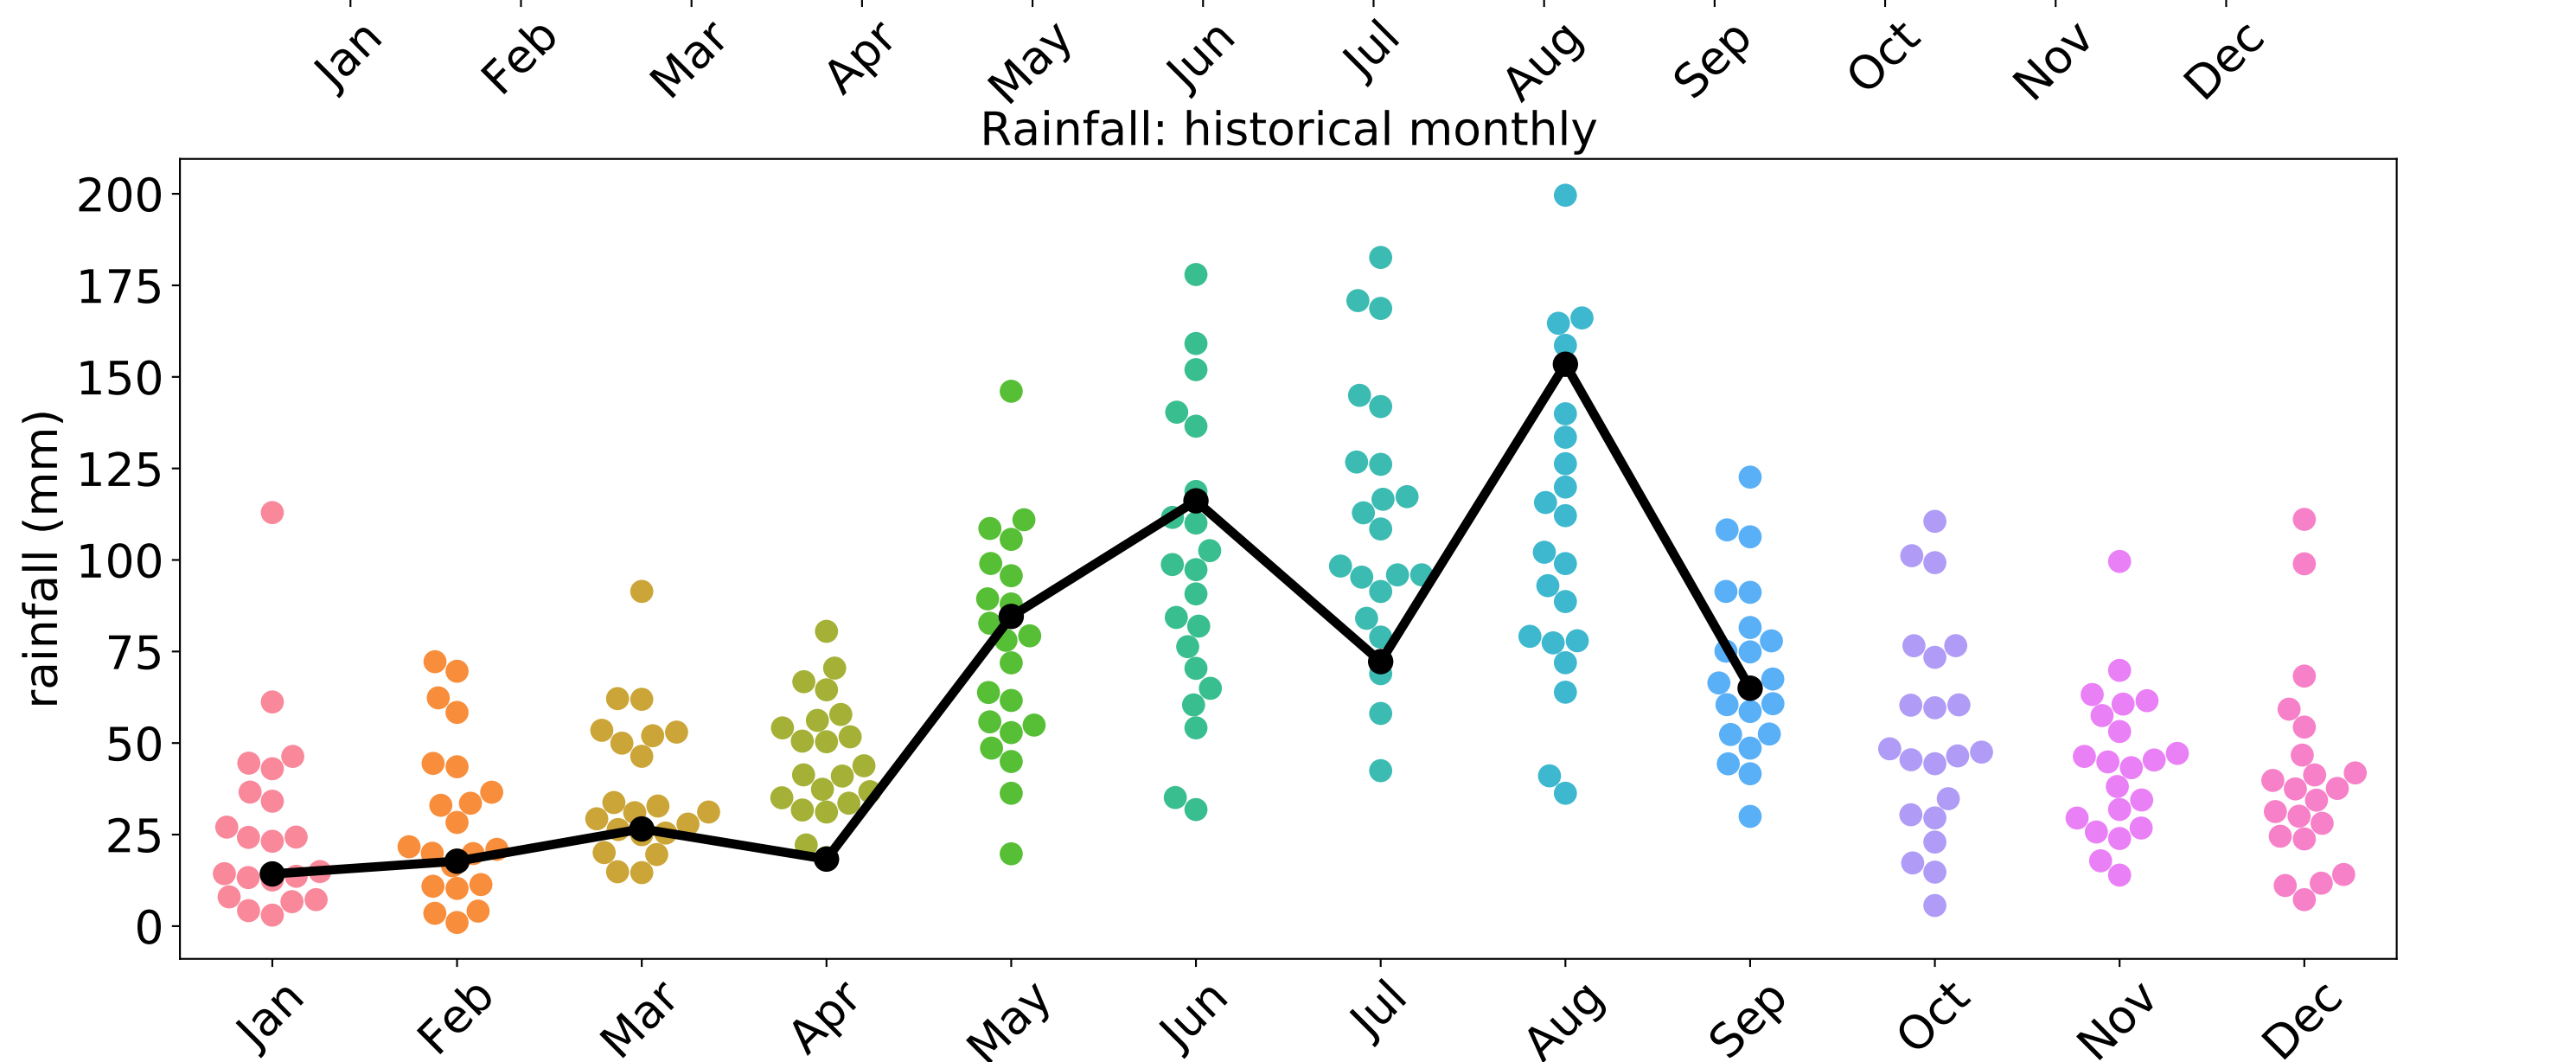 Jan Feb Mar Apr May Jun Jul Aug Sep Oct Nov Dec
Rainfall: historical monthly
200
175
150
125
100
75
50
25
0
rainfall (mm)
Jan Feb Mar Apr May Jun Jul Aug Sep Oct Nov Dec